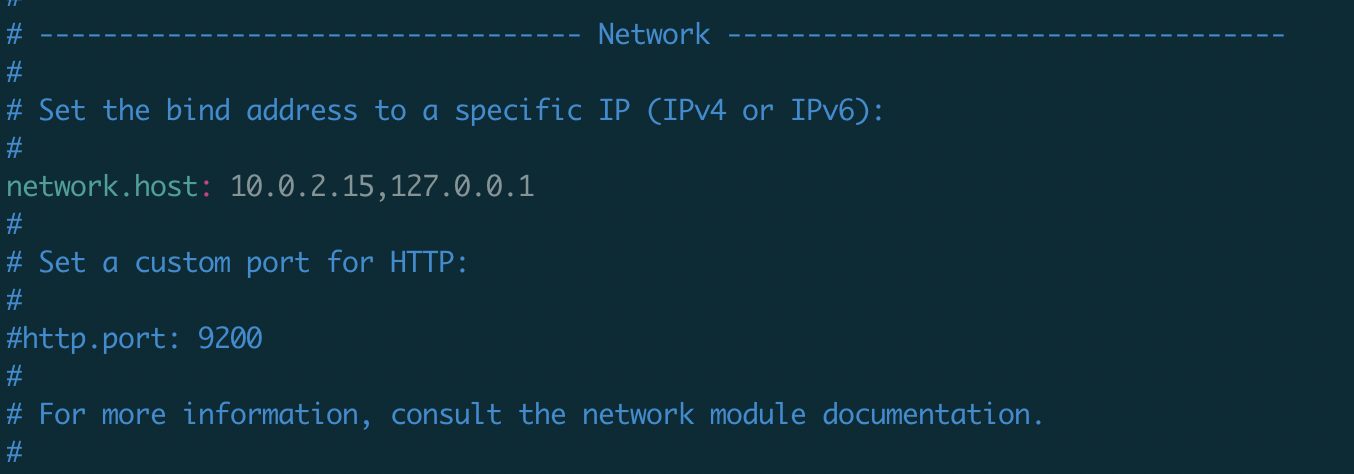 #
# ---------------------------------- Network -----------------------------------
#
# Set the bind address to a specific IP (IPv4 or IPv6):
#
network.host: 10.0.2.15,127.0.0.1
#
# Set a custom port for HTTP:
#
#http.port: 9200
#
# For more information, consult the network module documentation.
#